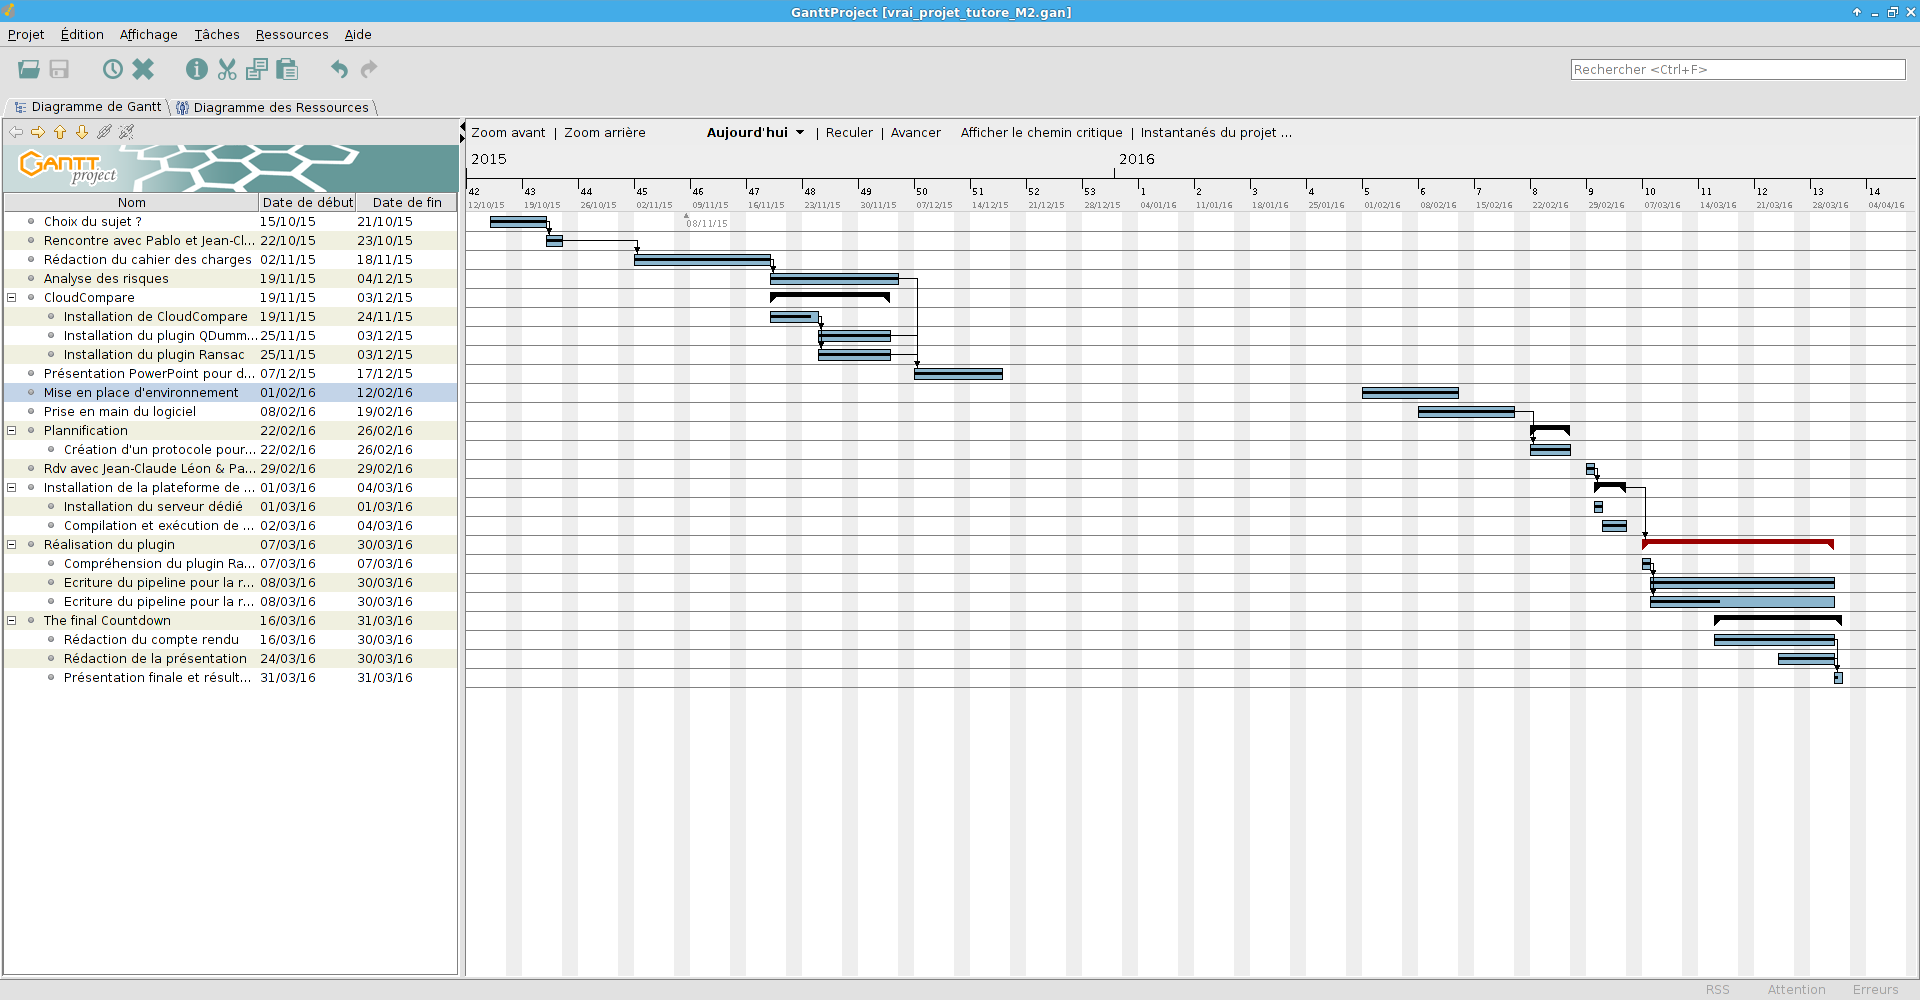 GanttProject [vrai_projet_tutore_M2.gan]
Projet Édition Affichage Tâches Ressources Aide
Rechercher <Ctrl+F>
Diagramme de Gantt Diagramme des Ressources
Zoom avant | Zoom arrière Aujourd'hui | Reculer | Avancer Afficher le chemin critique | Instantanés du projet ...
GANTT project
2015 2016
42 43 44 45 46 47 48 49 50 51 52 53 1 2 3 4 5 6 7 8 9 10 11 12 13 14
12/10/15 19/10/15 26/10/15 02/11/15 09/11/15 16/11/15 23/11/15 30/11/15 07/12/15 14/12/15 21/12/15 28/12/15 04/01/16 11/01/16 18/01/16 25/01/16 01/02/16 08/02/16 15/02/16 22/02/16 29/02/16 07/03/16 14/03/16 21/03/16 28/03/16 04/04/16
08/11/15
Nom Date de début Date de fin
Choix du sujet ? 15/10/15 21/10/15
Rencontre avec Pablo et Jean-Cl... 22/10/15 23/10/15
Rédaction du cahier des charges 02/11/15 18/11/15
Analyse des risques 19/11/15 04/12/15
CloudCompare 19/11/15 03/12/15
Installation de CloudCompare 19/11/15 24/11/15
Installation du plugin QDumm... 25/11/15 03/12/15
Installation du plugin Ransac 25/11/15 03/12/15
Présentation PowerPoint pour d... 07/12/15 17/12/15
Mise en place d'environnement 01/02/16 12/02/16
Prise en main du logiciel 08/02/16 19/02/16
Plannification 22/02/16 26/02/16
Création d'un protocole pour... 22/02/16 26/02/16
Rdv avec Jean-Claude Léon & Pa... 29/02/16 29/02/16
Installation de la plateforme de ... 01/03/16 04/03/16
Installation du serveur dédié 01/03/16 01/03/16
Compilation et exécution de ... 02/03/16 04/03/16
Réalisation du plugin 07/03/16 30/03/16
Compréhension du plugin Ra... 07/03/16 07/03/16
Ecriture du pipeline pour la r... 08/03/16 30/03/16
Ecriture du pipeline pour la r... 08/03/16 30/03/16
The final Countdown 16/03/16 31/03/16
Rédaction du compte rendu 16/03/16 30/03/16
Rédaction de la présentation 24/03/16 30/03/16
Présentation finale et résult... 31/03/16 31/03/16
RSS Attention Erreurs